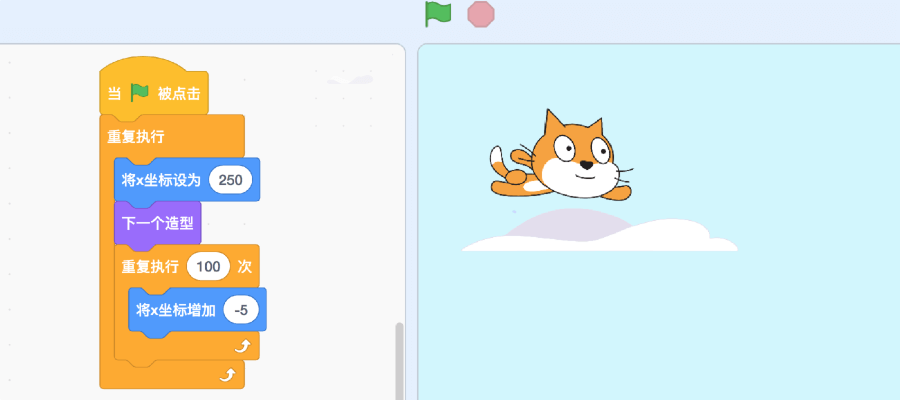 当 被点击
重复执行
将x坐标设为 250
下一个造型
重复执行 100 次
将x坐标增加 -5